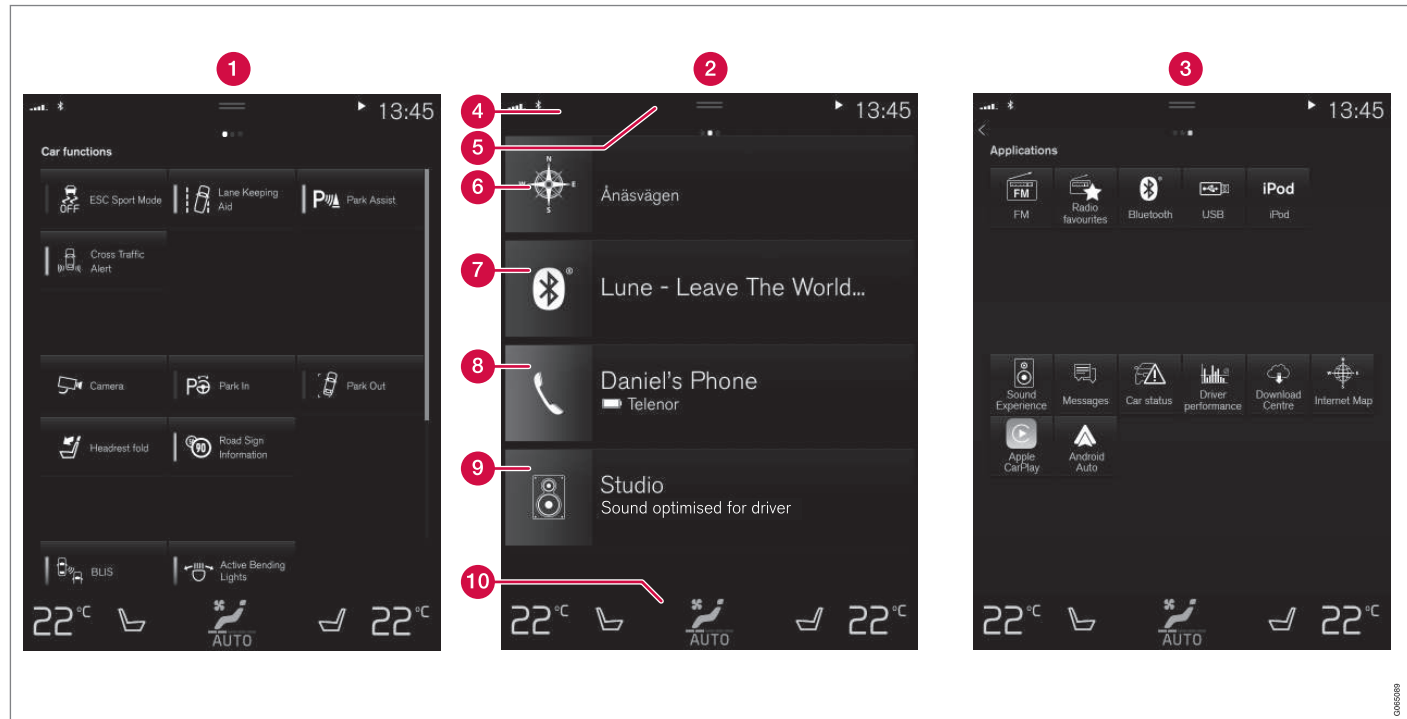 1
2
3
13:45
Car functions
ESC Sport Mode
OFF
Lane Keeping
Aid
Park Assist
Cross Traffic
Alert
Camera
Park In
Park Out
Headrest fold
90
Road Sign
Information
BLIS
Active Bending
Lights
22°C
AUTO
22°C
4
5
6
7
8
9
10
13:45
N
W
E
S
Ånäsvägen
Lune - Leave The World...
Daniel's Phone
Telenor
Studio
Sound optimised for driver
22°C
AUTO
22°C
13:45
Applications
FM
FM
Radio
favourites
Bluetooth
USB
iPod
iPod
Sound
Experience
Messages
Car status
Driver
performance
Download
Centre
Internet Map
Apple
CarPlay
Android
Auto
22°C
AUTO
22°C
G065089